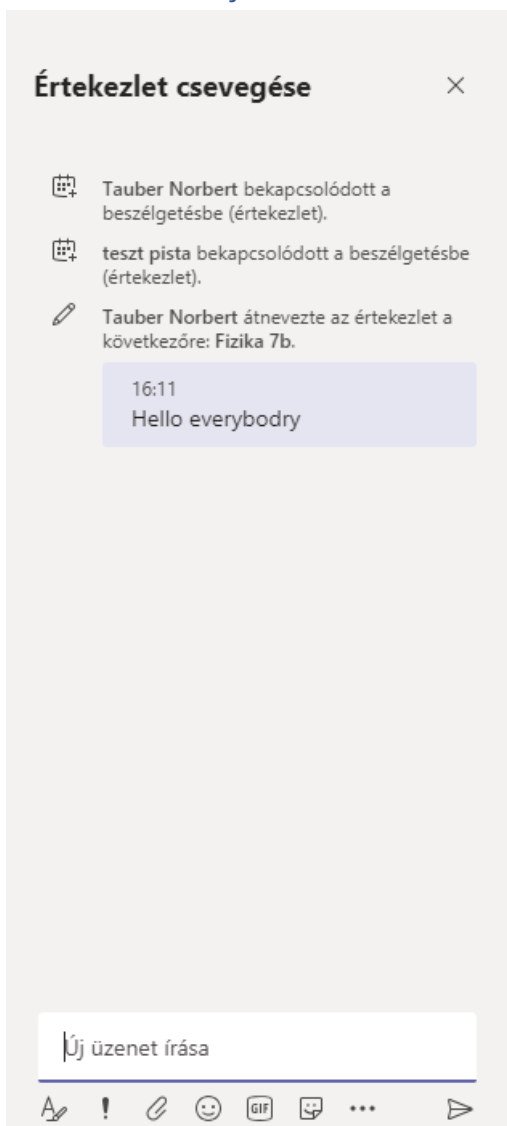 Értekezlet csevegése
Tauber Norbert bekapcsolódott a
beszélgetésbe (értekezlet).
teszt pista bekapcsolódott a beszélgetésbe
(értekezlet).
Tauber Norbert átnevezte az értekezlet a
következőre: Fizika 7b.
16:11
Hello everybodry
Új üzenet írása
GIF